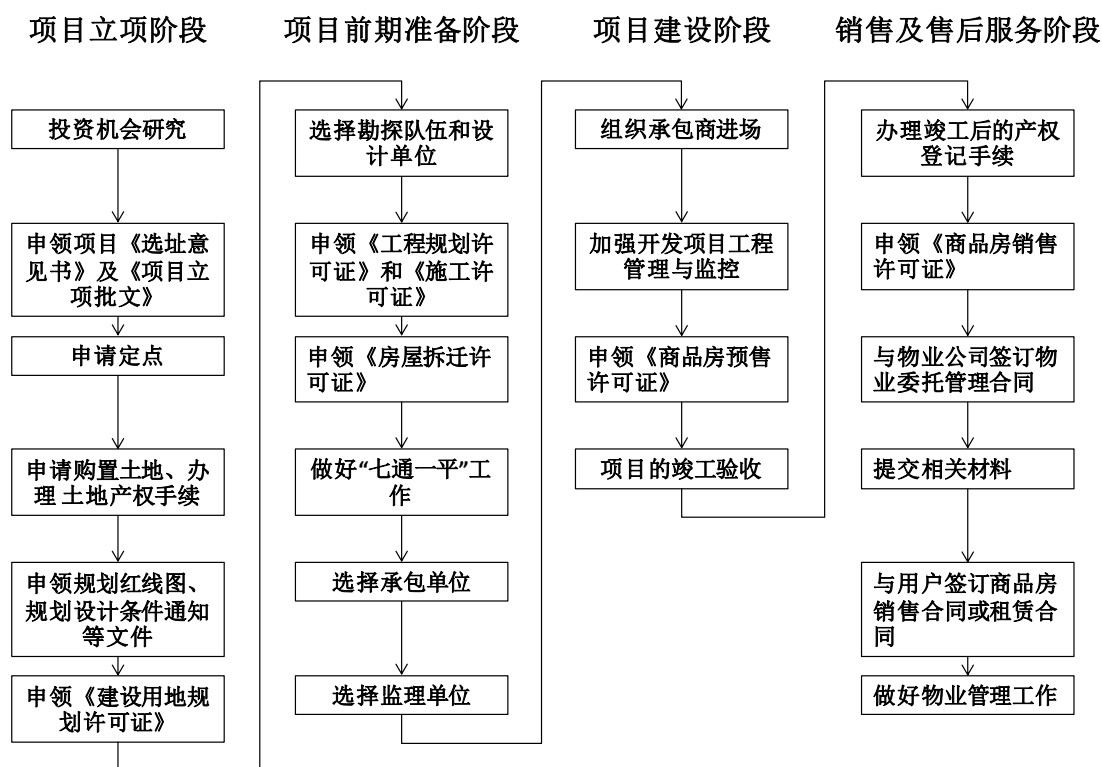 项目立项阶段
投资机会研究
申领项目《选址意
见书》及《项目立
项批文》
申请定点
申请购置土地、办
理 土地产权手续
申领规划红线图、
规划设计条件通知
等文件
申领《建设用地规
划许可证》
项目前期准备阶段
选择勘探队伍和设
计单位
申领《工程规划许
可证》和《施工许
可证》
申领《房屋拆迁许
可证》
做好“七通一平”工
作
选择承包单位
选择监理单位
项目建设阶段
组织承包商进场
加强开发项目工程
管理与监控
申领《商品房预售
许可证》
项目的竣工验收
销售及售后服务阶段
办理竣工后的产权
登记手续
申领《商品房销售
许可证》
与物业公司签订物
业委托管理合同
提交相关材料
与用户签订商品房
销售合同或租赁合
同
做好物业管理工作